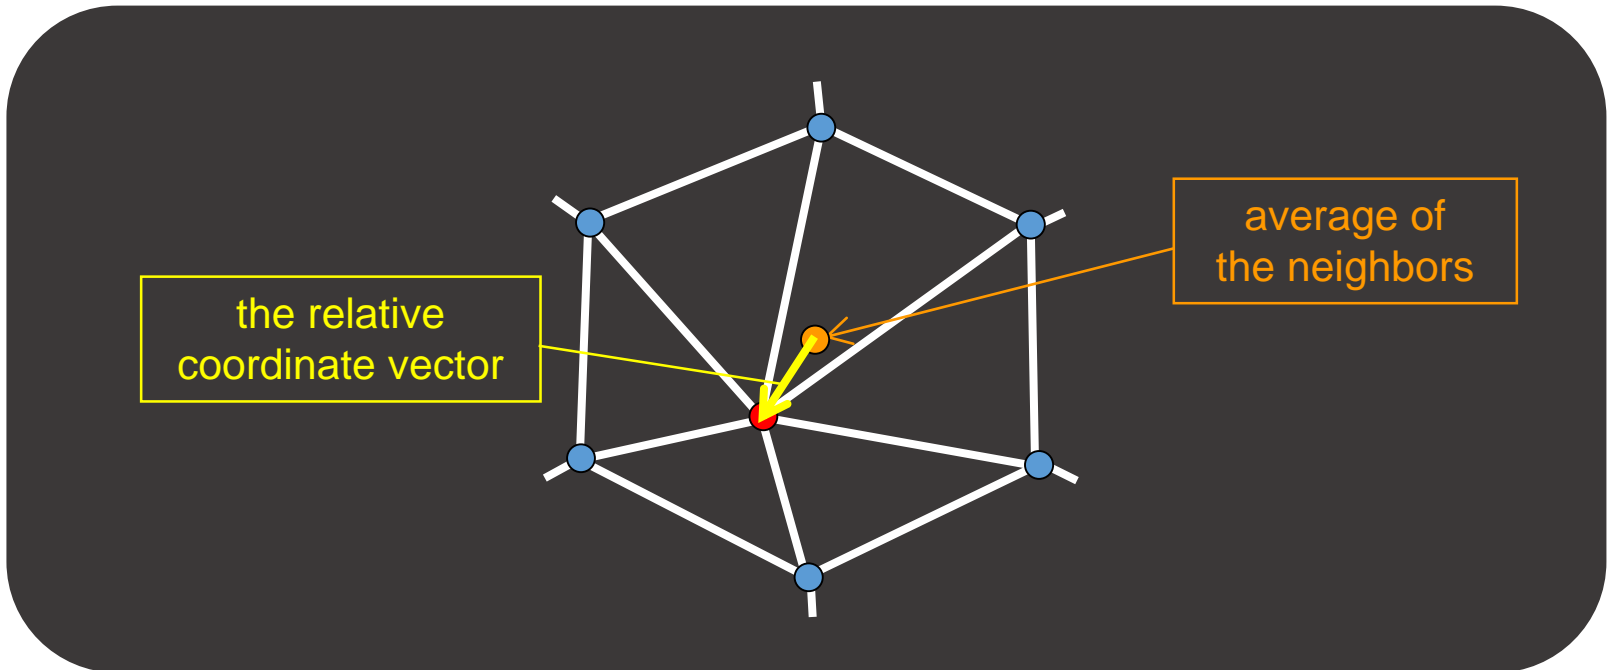 average of
the neighbors
the relative
coordinate vector